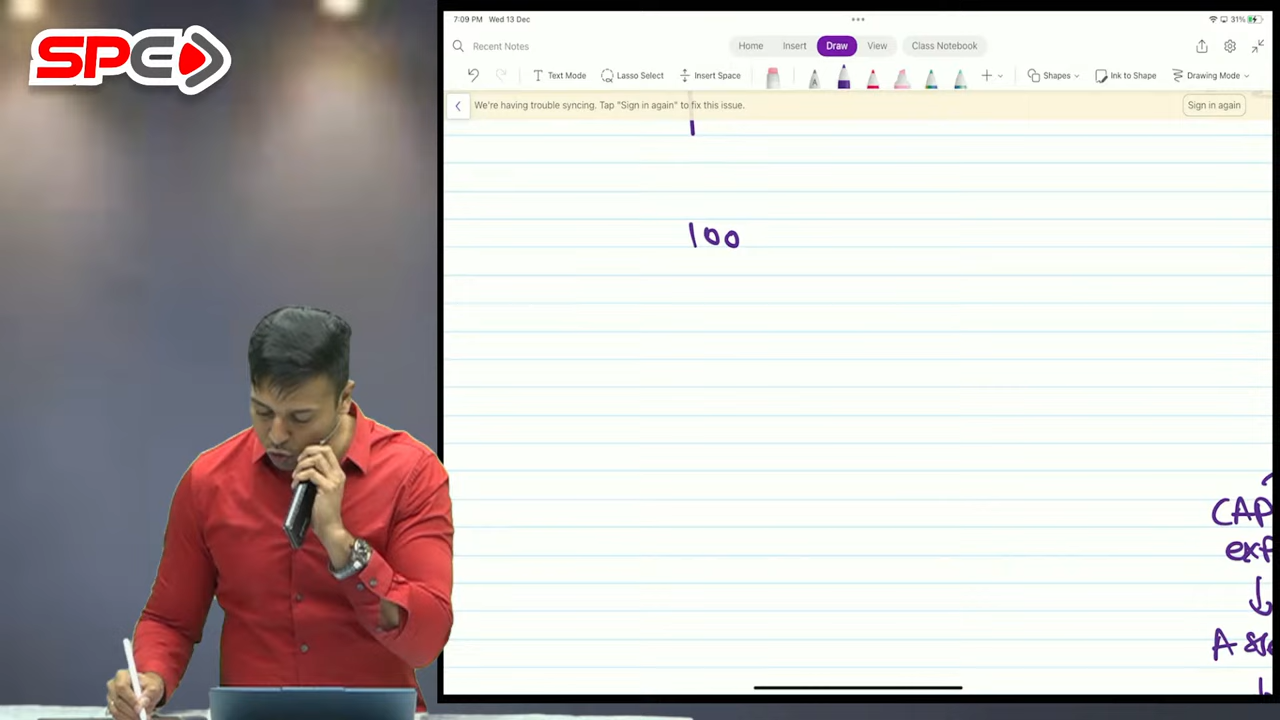 SPED
7:09 PM Wed 13 Dec
31%
Recent Notes
Home Insert Draw View Class Notebook
Text Mode Lasso Select Insert Space Shapes Ink to Shape Drawing Mode
We're having trouble syncing. Tap "Sign in again" to fix this issue. Sign in again
100
CAP
exp
A